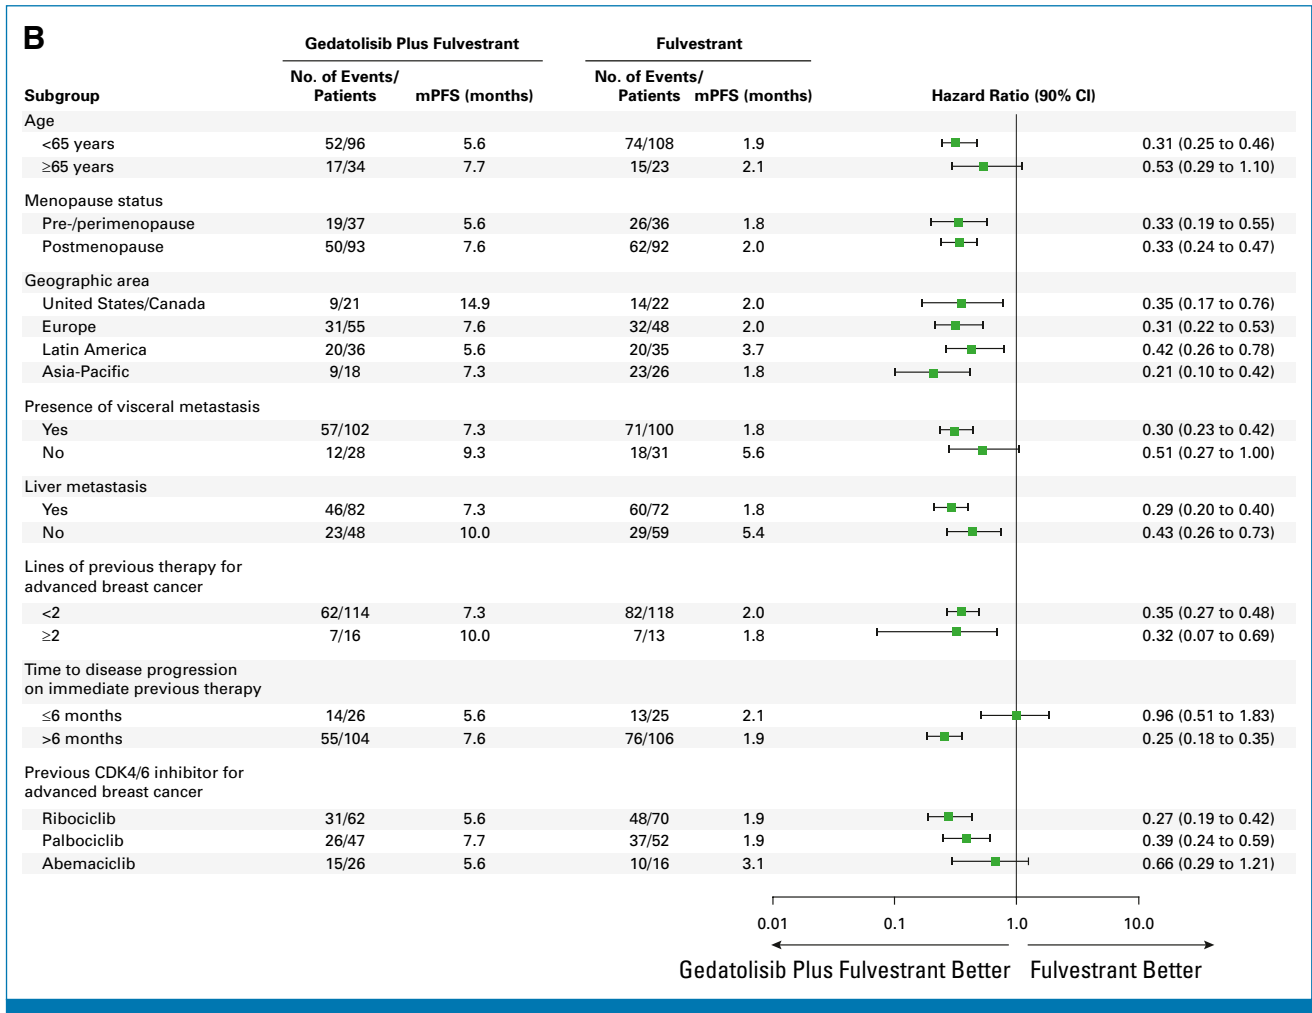 B
Gedatolisib Plus Fulvestrant Fulvestrant
No. of Events/ No. of Events/
Subgroup Patients mPFS (months) Patients mPFS (months) Hazard Ratio (90% CI)
Age
<65 years 52/96 5.6 74/108 1.9 0.31 (0.25 to 0.46)
≥65 years 17/34 7.7 15/23 2.1 0.53 (0.29 to 1.10)
Menopause status
Pre-/perimenopause 19/37 5.6 26/36 1.8 0.33 (0.19 to 0.55)
Postmenopause 50/93 7.6 62/92 2.0 0.33 (0.24 to 0.47)
Geographic area
United States/Canada 9/21 14.9 14/22 2.0 0.35 (0.17 to 0.76)
Europe 31/55 7.6 32/48 2.0 0.31 (0.22 to 0.53)
Latin America 20/36 5.6 20/35 3.7 0.42 (0.26 to 0.78)
Asia-Pacific 9/18 7.3 23/26 1.8 0.21 (0.10 to 0.42)
Presence of visceral metastasis
Yes 57/102 7.3 71/100 1.8 0.30 (0.23 to 0.42)
No 12/28 9.3 18/31 5.6 0.51 (0.27 to 1.00)
Liver metastasis
Yes 46/82 7.3 60/72 1.8 0.29 (0.20 to 0.40)
No 23/48 10.0 29/59 5.4 0.43 (0.26 to 0.73)
Lines of previous therapy for
advanced breast cancer
<2 62/114 7.3 82/118 2.0 0.35 (0.27 to 0.48)
≥2 7/16 10.0 7/13 1.8 0.32 (0.07 to 0.69)
Time to disease progression
on immediate previous therapy
≤6 months 14/26 5.6 13/25 2.1 0.96 (0.51 to 1.83)
>6 months 55/104 7.6 76/106 1.9 0.25 (0.18 to 0.35)
Previous CDK4/6 inhibitor for
advanced breast cancer
Ribociclib 31/62 5.6 48/70 1.9 0.27 (0.19 to 0.42)
Palbociclib 26/47 7.7 37/52 1.9 0.39 (0.24 to 0.59)
Abemaciclib 15/26 5.6 10/16 3.1 0.66 (0.29 to 1.21)
0.01 0.1 1.0 10.0
Gedatolisib Plus Fulvestrant Better Fulvestrant Better